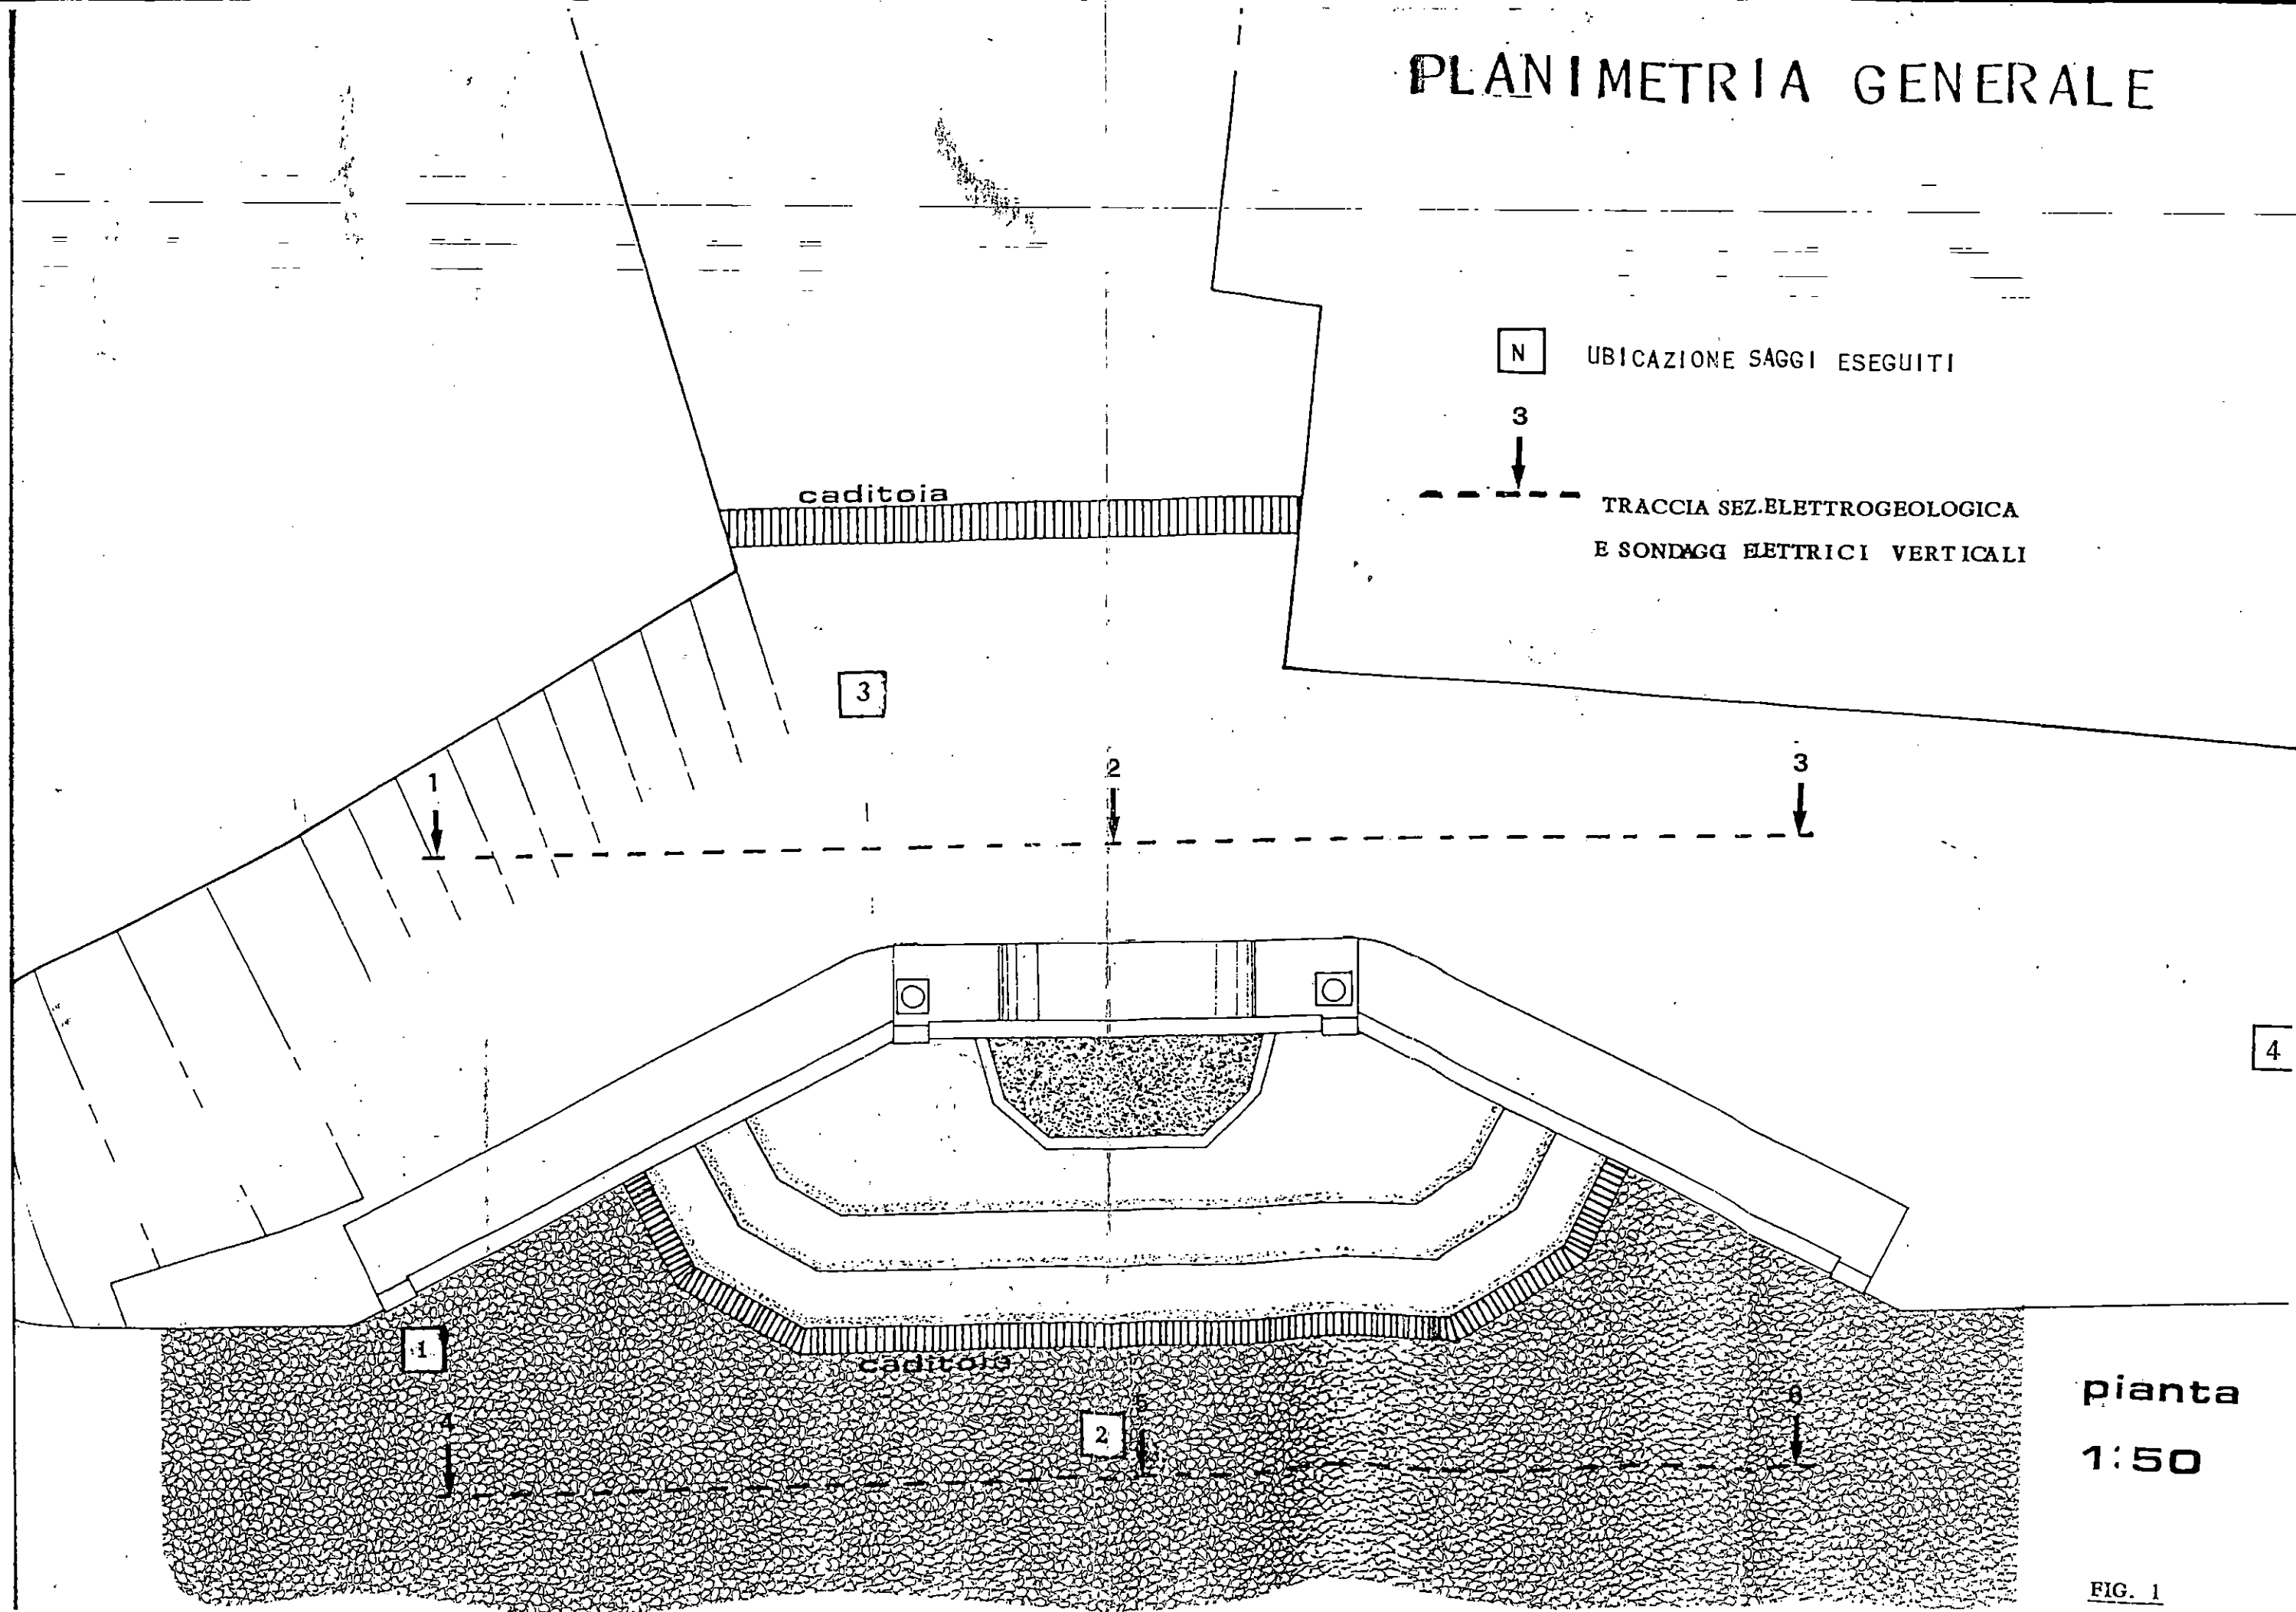 PLANIMETRIA GENERALE
N UBICAZIONE SAGGI ESEGUITI
3
TRACCIA SEZ.ELETTROGEOLOGICA
E SONDAGGI ELETTRICI VERTICALI
caditoia
3
1
2
3
4
1
caditoia
4
2
5
6
pianta
1:50
FIG. 1